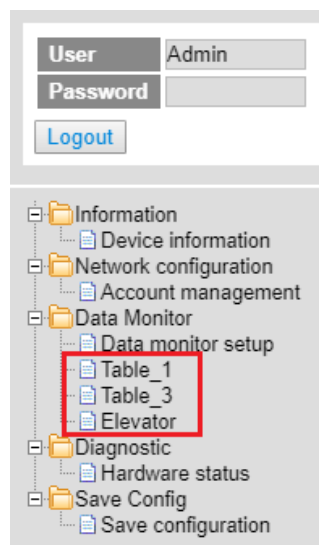 User Admin
Password
Logout
Information
Device information
Network configuration
Account management
Data Monitor
Data monitor setup
Table_1
Table_3
Elevator
Diagnostic
Hardware status
Save Config
Save configuration